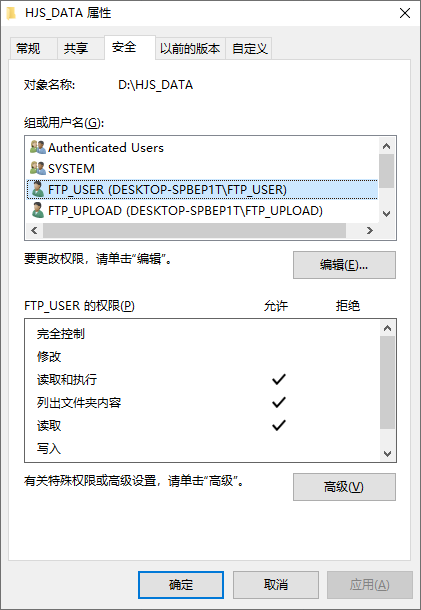 HJS_DATA 属性
常规 共享 安全 以前的版本 自定义
对象名称: D:\HJS_DATA
组或用户名(G):
Authenticated Users
SYSTEM
FTP_USER (DESKTOP-SPBEP1T\FTP_USER)
FTP_UPLOAD (DESKTOP-SPBEP1T\FTP_UPLOAD)
要更改权限，请单击“编辑”。 编辑(E)...
FTP_USER 的权限(P) 允许 拒绝
完全控制
修改
读取和执行
列出文件夹内容
读取
写入
有关特殊权限或高级设置，请单击“高级”。 高级(V)
确定 取消 应用(A)